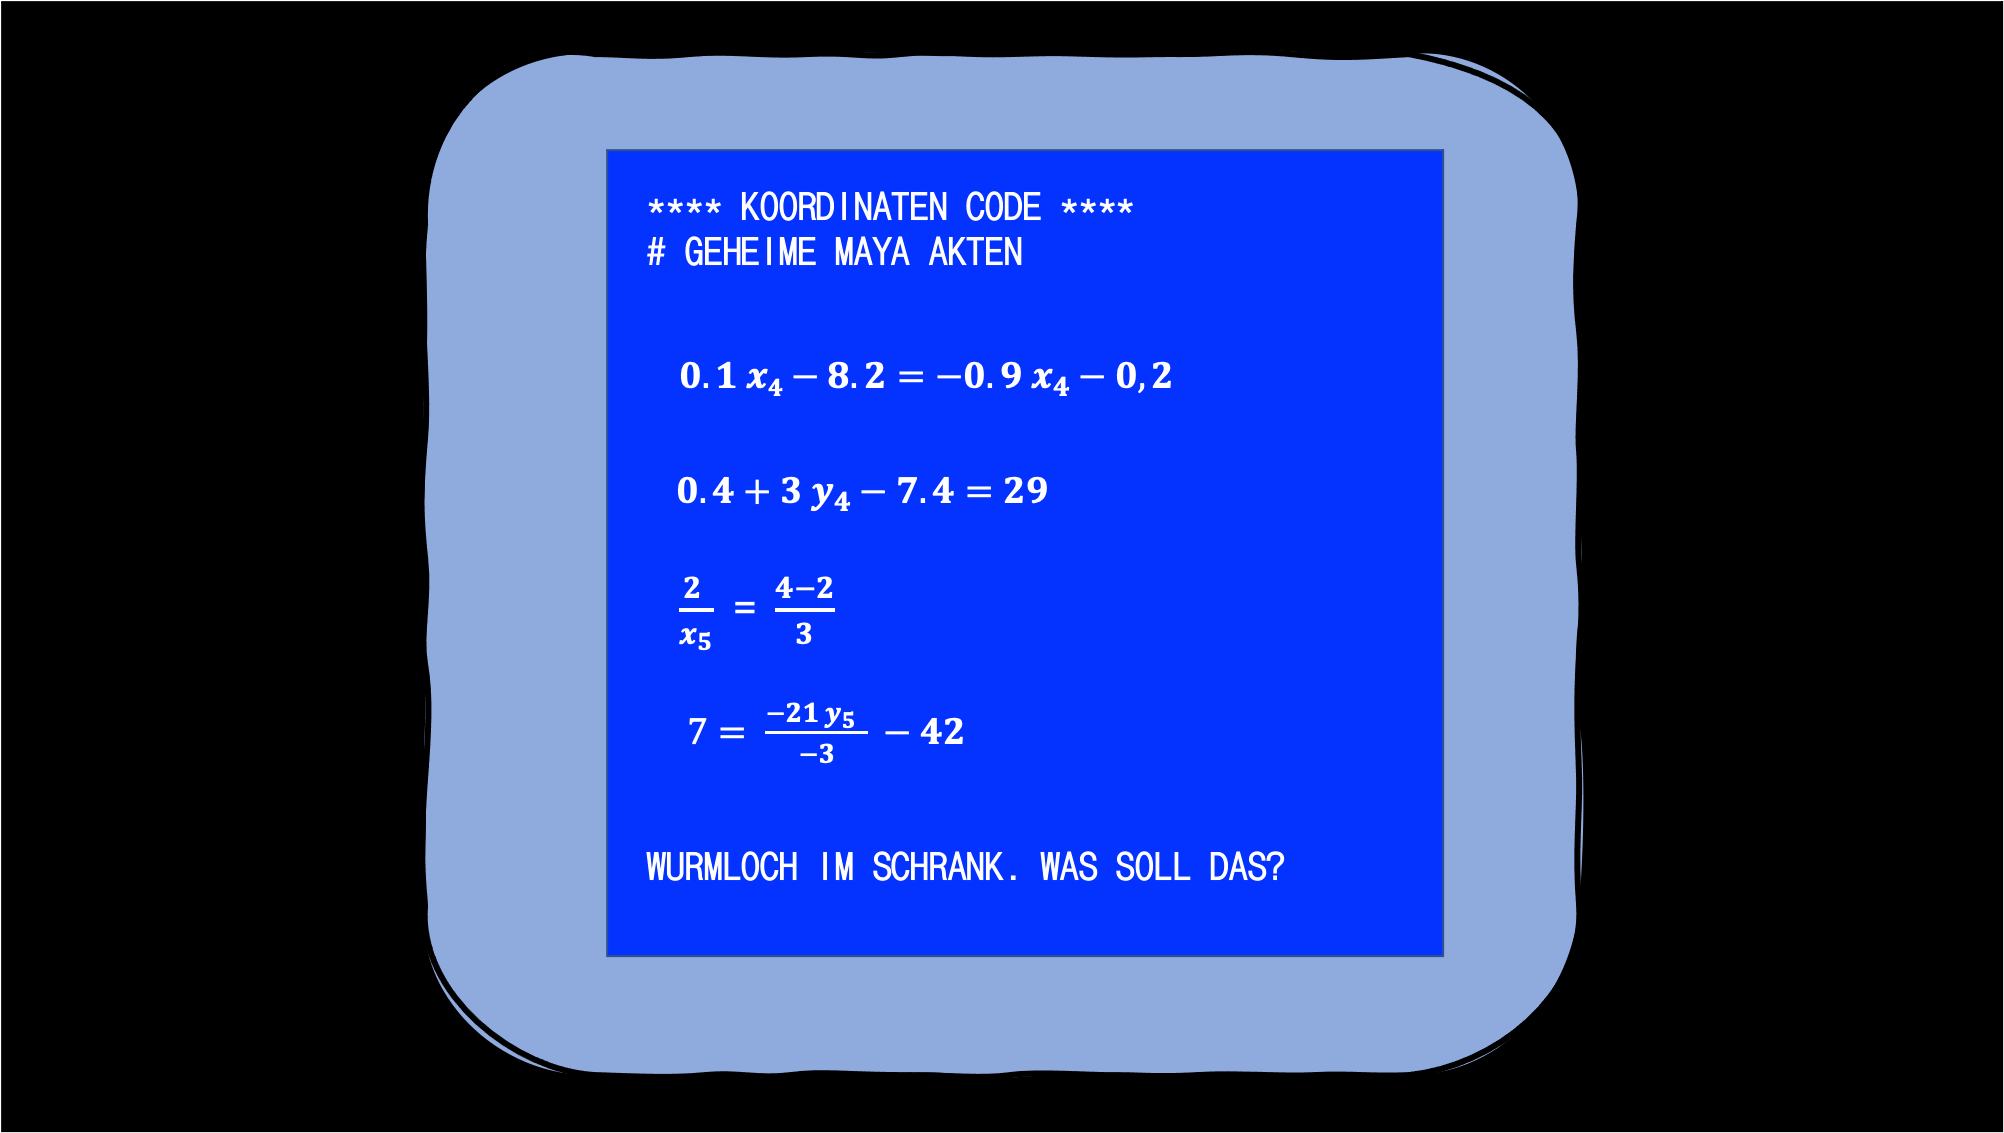 **** KOORDINATEN CODE ****
# GEHEIME MAYA AKTEN
0.1 x₄ − 8.2 = −0.9 x₄ − 0,2
0.4 + 3 y₄ − 7.4 = 29
2/x₅ = (4−2)/3
7 = (−21 y₅)/(−3) − 42
WURMLOCH IM SCHRANK. WAS SOLL DAS?